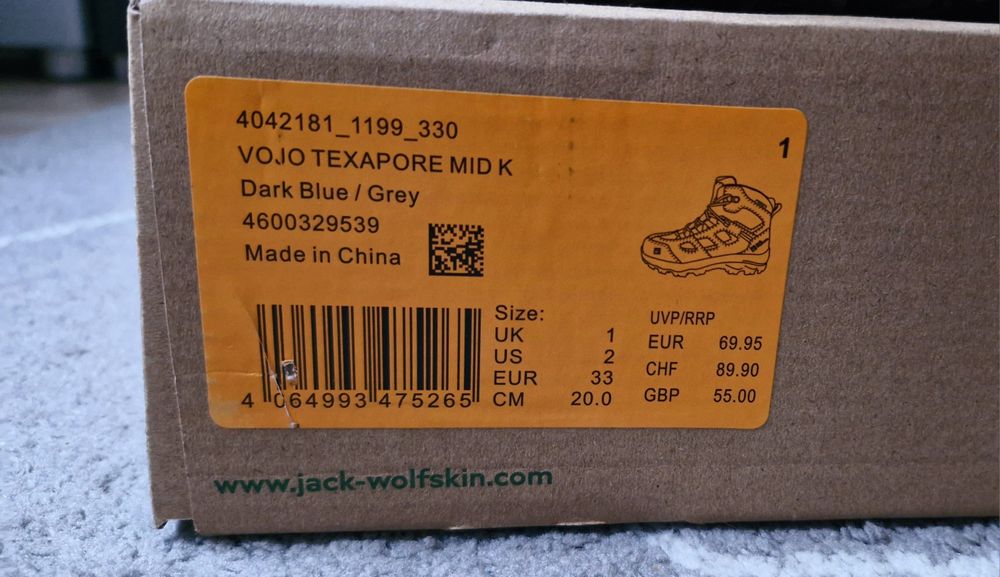 4042181_1199_330
1
VOJO TEXAPORE MID K
Dark Blue / Grey
4600329539
Made in China
Size:
UK 1
US 2
EUR 33
CM 20.0
UVP/RRP
EUR 69.95
CHF 89.90
GBP 55.00
4 064993 475265
www.jack-wolfskin.com